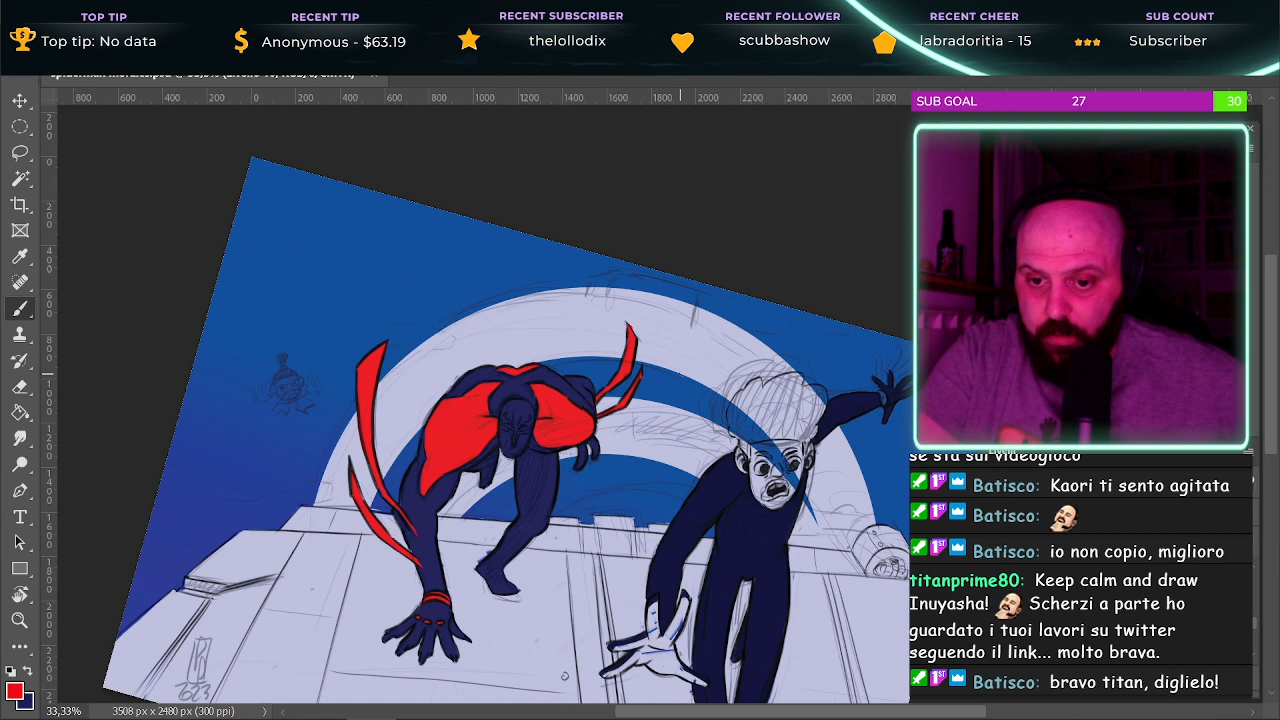 TOP TIP
Top tip: No data
RECENT TIP
Anonymous - $63.19
RECENT SUBSCRIBER
thelollodix
RECENT FOLLOWER
scubbashow
RECENT CHEER
labradoritia - 15
SUB COUNT
Subscriber
800 600 400 200 0 200 400 600 800 1000 1200 1400 1600 1800 2000 2200 2400 2600 2800
SUB GOAL 27 30
se sta sul videogioco
Batisco: Kaori ti sento agitata
Batisco:
Batisco: io non copio, miglioro
titanprime80: Keep calm and draw
Inuyasha! Scherzi a parte ho
guardato i tuoi lavori su twitter
seguendo il link... molto brava.
Batisco: bravo titan, diglielo!
33,33% 3508 px x 2480 px (300 ppi)